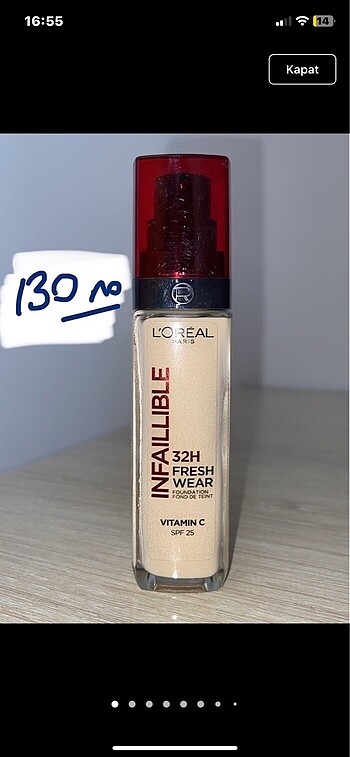 16:55
14
Kapat
130 no
L'ORÉAL
PARIS
INFAILLIBLE
32H
FRESH
WEAR
FOUNDATION
FOND DE TEINT
VITAMIN C
SPF 25